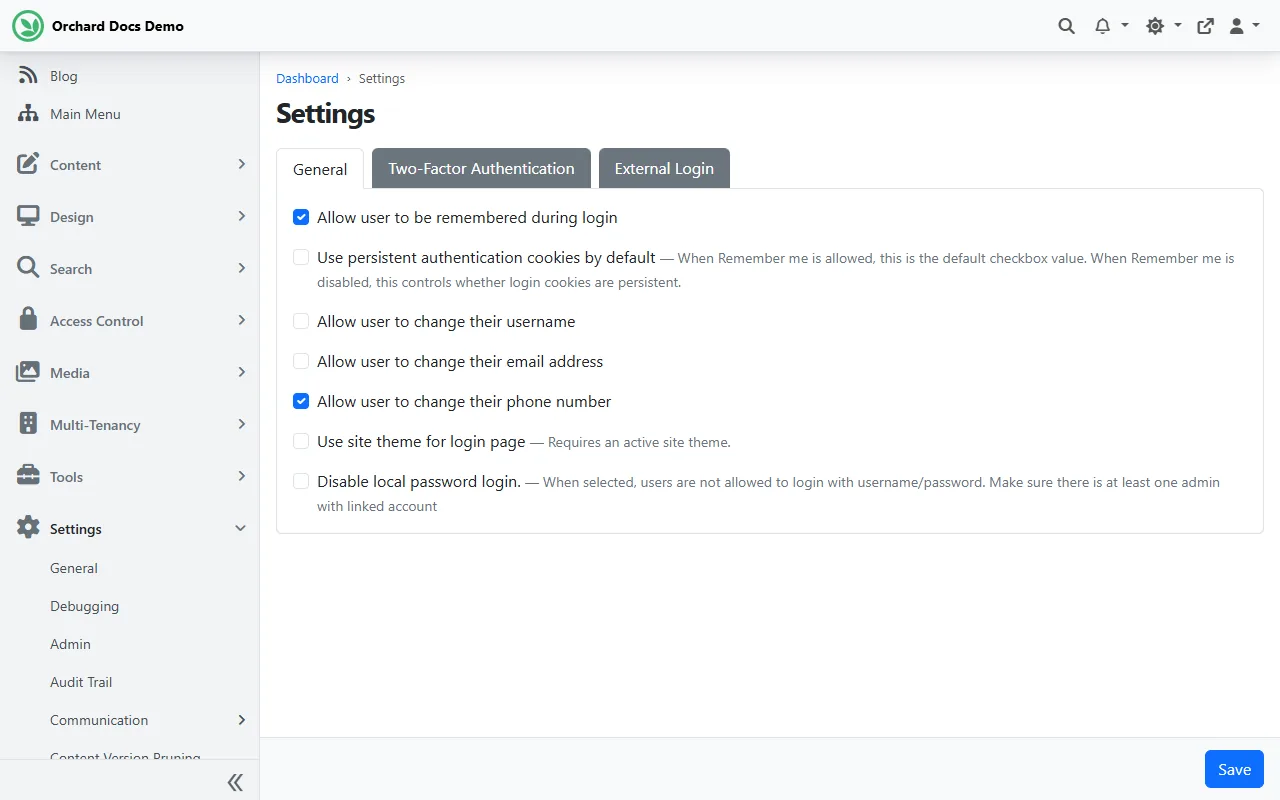 Orchard Docs Demo
Blog
Main Menu
Content
Design
Search
Access Control
Media
Multi-Tenancy
Tools
Settings
General
Debugging
Admin
Audit Trail
Communication
Content Version Pruning
Dashboard › Settings
Settings
General
Two-Factor Authentication
External Login
Allow user to be remembered during login
Use persistent authentication cookies by default — When Remember me is allowed, this is the default checkbox value. When Remember me is
disabled, this controls whether login cookies are persistent.
Allow user to change their username
Allow user to change their email address
Allow user to change their phone number
Use site theme for login page — Requires an active site theme.
Disable local password login. — When selected, users are not allowed to login with username/password. Make sure there is at least one admin
with linked account
Save